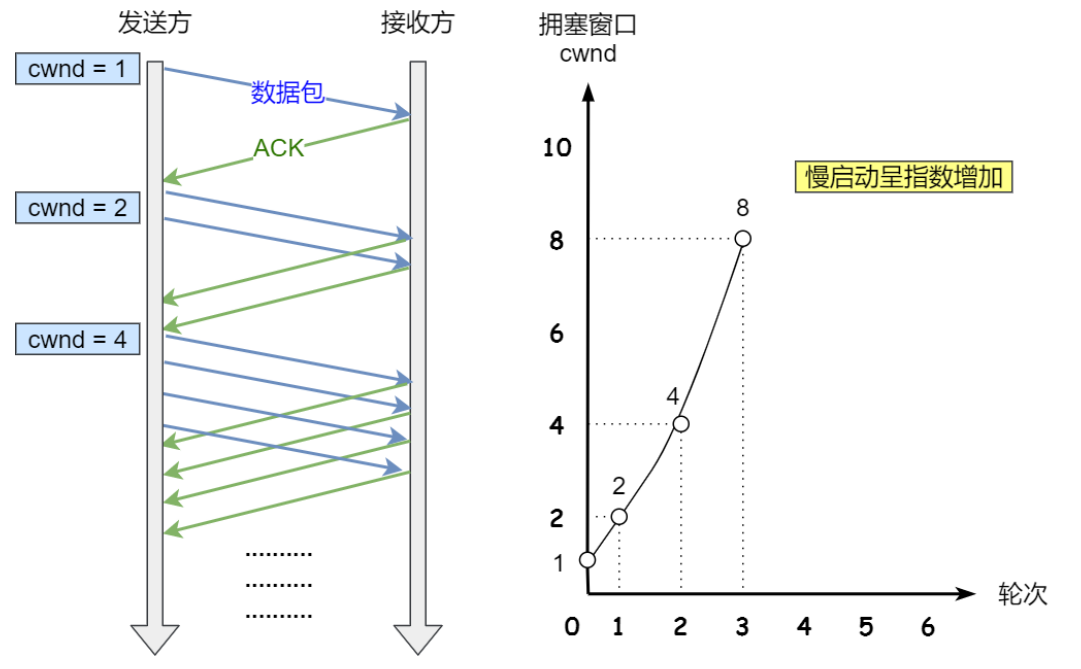 发送方
接收方
cwnd = 1
数据包
ACK
cwnd = 2
cwnd = 4
..........
..........
..........
拥塞窗口
cwnd
10
慢启动呈指数增加
8
8
6
4
4
2
2
1
轮次
0 1 2 3 4 5 6